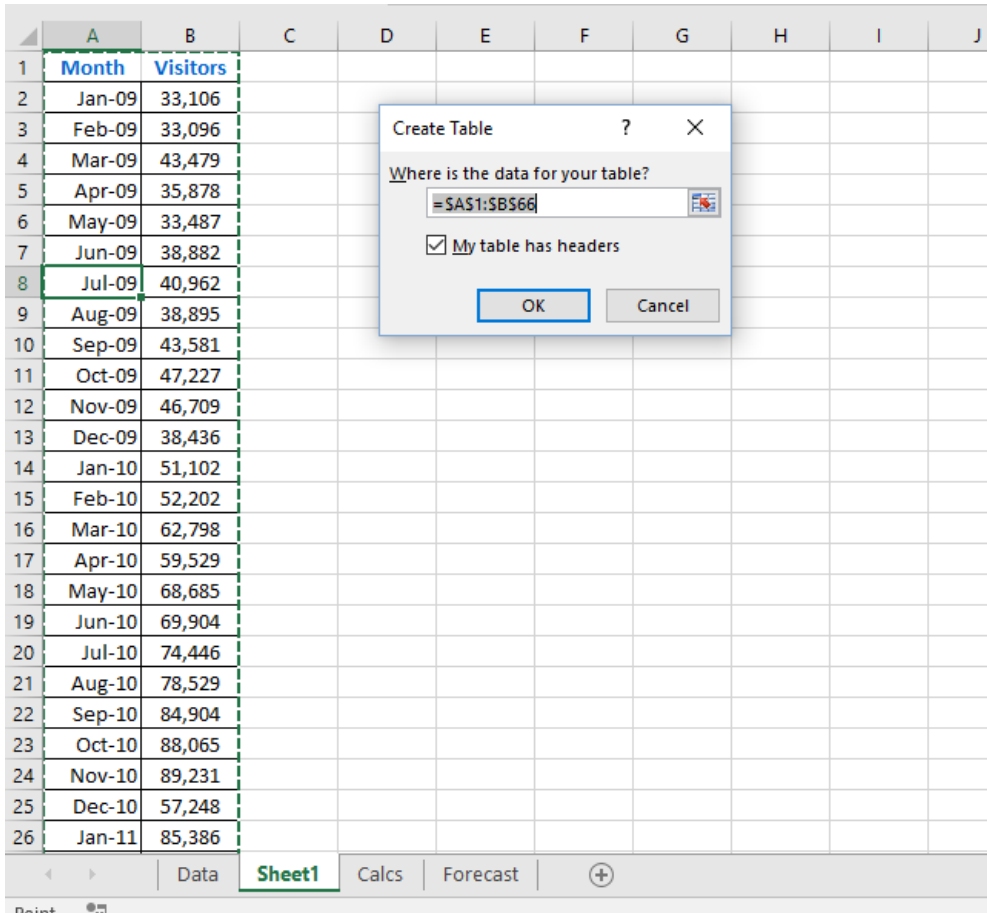 A B C D E F G H I J
1 Month Visitors
2 Jan-09 33,106
3 Feb-09 33,096
4 Mar-09 43,479
5 Apr-09 35,878
6 May-09 33,487
7 Jun-09 38,882
8 Jul-09 40,962
9 Aug-09 38,895
10 Sep-09 43,581
11 Oct-09 47,227
12 Nov-09 46,709
13 Dec-09 38,436
14 Jan-10 51,102
15 Feb-10 52,202
16 Mar-10 62,798
17 Apr-10 59,529
18 May-10 68,685
19 Jun-10 69,904
20 Jul-10 74,446
21 Aug-10 78,529
22 Sep-10 84,904
23 Oct-10 88,065
24 Nov-10 89,231
25 Dec-10 57,248
26 Jan-11 85,386
Create Table ?
Where is the data for your table?
=$A$1:$B$66
My table has headers
OK Cancel
Data Sheet1 Calcs Forecast
Point